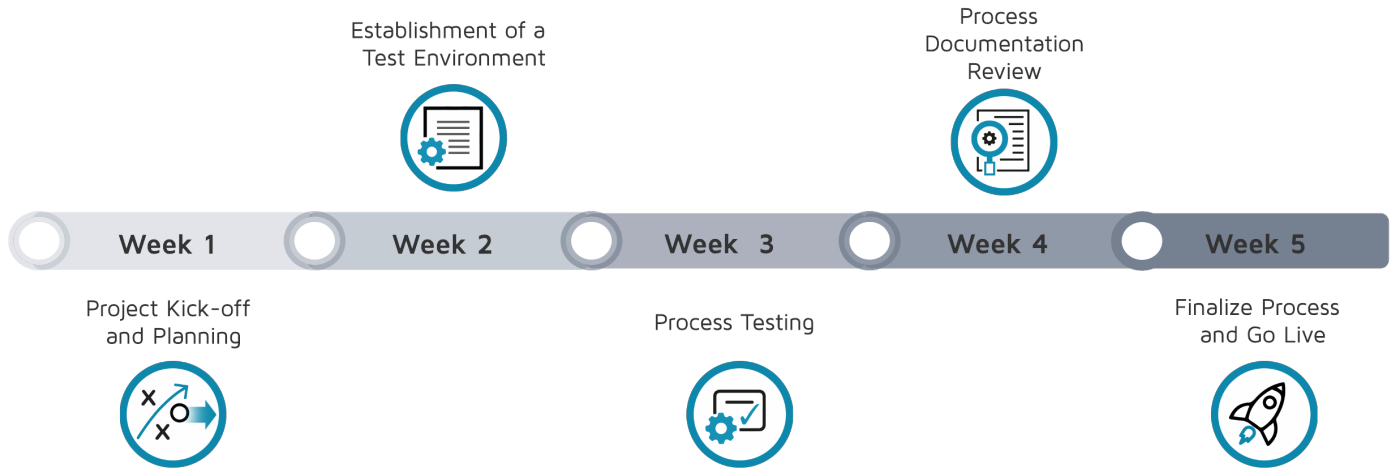 Establishment of a
Test Environment
Process
Documentation
Review
Week 1
Week 2
Week 3
Week 4
Week 5
Project Kick-off
and Planning
Process Testing
Finalize Process
and Go Live